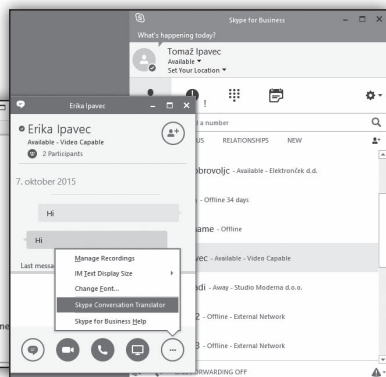 Skype for Business
What's happening today?
Tomaž Ipavec
Available
Set Your Location
a number
US RELATIONSHIPS NEW
obrovoljc - Available - Elektronček d.d.
- Offline 34 days
ame - Offline
vec - Available - Video Capable
di - Away - Studio Moderna d.o.o.
2 - Offline - External Network
3 - Offline - External Network
FORWARDING OFF
Erika Ipavec
Erika Ipavec
Available - Video Capable
2 Participants
7. oktober 2015
Hi
Hi
Last messa
Manage Recordings
IM Text Display Size
Change Font...
Skype Conversation Translator
Skype for Business Help